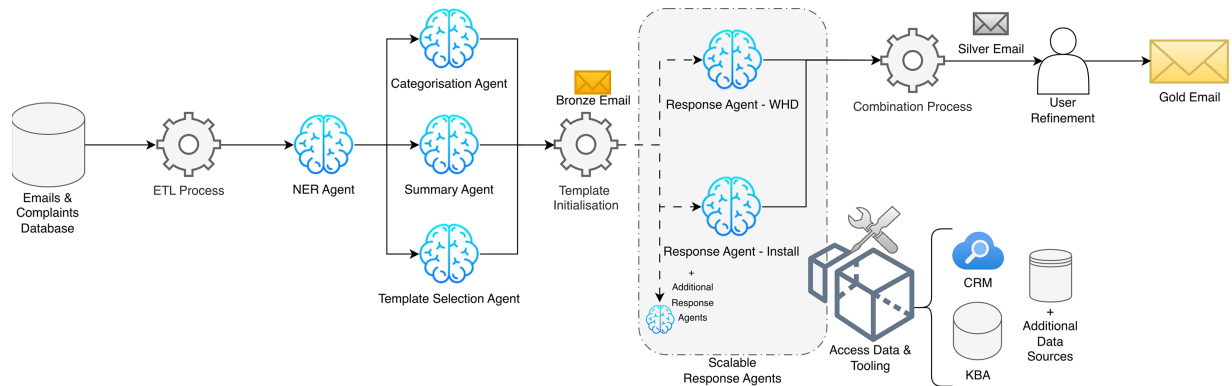 Emails &
Complaints
Database
ETL Process
NER Agent
Categorisation Agent
Summary Agent
Template Selection Agent
Bronze Email
Template
Initialisation
Response Agent - WHD
Response Agent - Install
+
Additional
Response
Agents
Scalable
Response Agents
Combination Process
Silver Email
User
Refinement
Gold Email
Access Data &
Tooling
CRM
KBA
+
Additional
Data
Sources